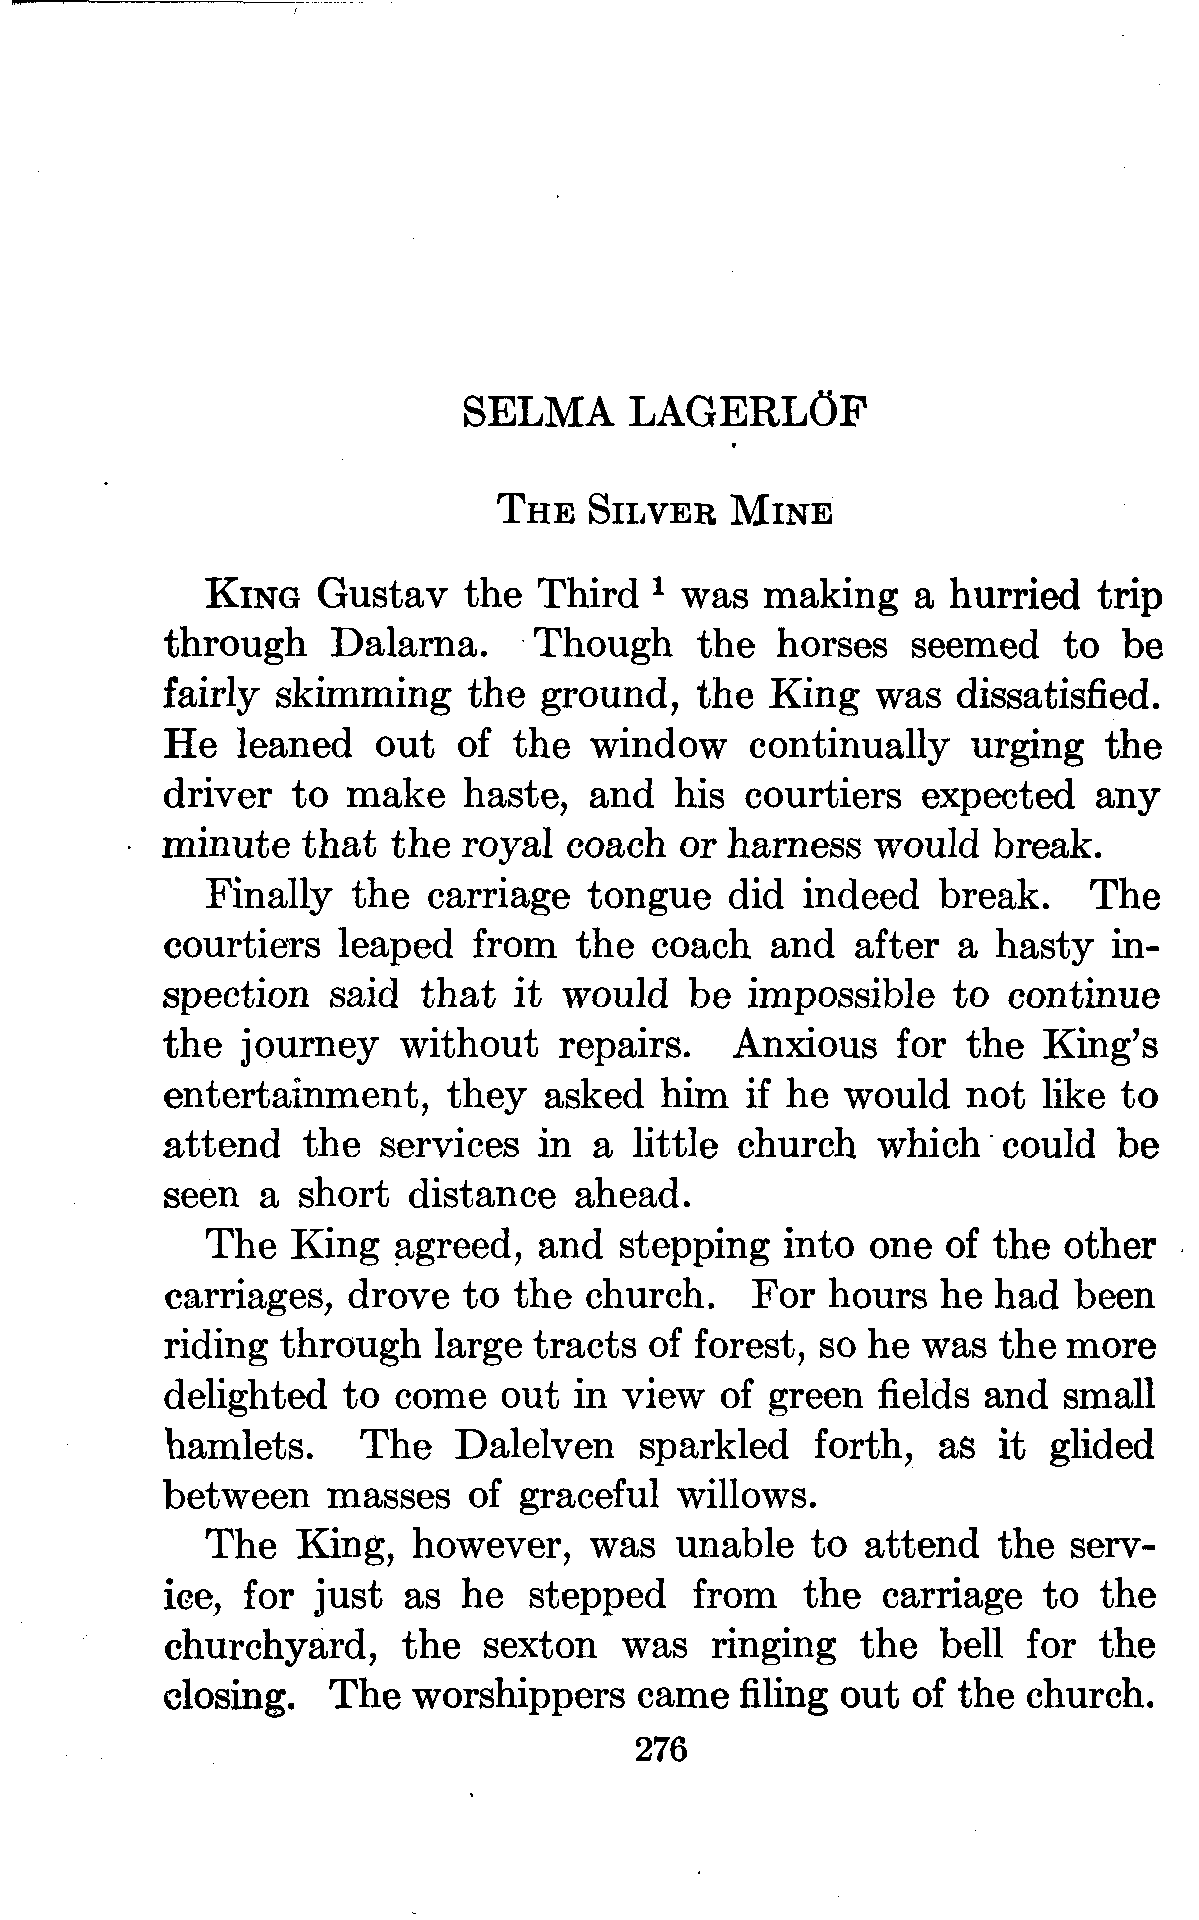 SELMA LAGERLÖF
THE SILVER MINE
KING Gustav the Third ¹ was making a hurried trip
through Dalarna. Though the horses seemed to be
fairly skimming the ground, the King was dissatisfied.
He leaned out of the window continually urging the
driver to make haste, and his courtiers expected any
minute that the royal coach or harness would break.
Finally the carriage tongue did indeed break. The
courtiers leaped from the coach and after a hasty in-
spection said that it would be impossible to continue
the journey without repairs. Anxious for the King's
entertainment, they asked him if he would not like to
attend the services in a little church which could be
seen a short distance ahead.
The King agreed, and stepping into one of the other
carriages, drove to the church. For hours he had been
riding through large tracts of forest, so he was the more
delighted to come out in view of green fields and small
hamlets. The Dalelven sparkled forth, as it glided
between masses of graceful willows.
The King, however, was unable to attend the serv-
ice, for just as he stepped from the carriage to the
churchyard, the sexton was ringing the bell for the
closing. The worshippers came filing out of the church.
276